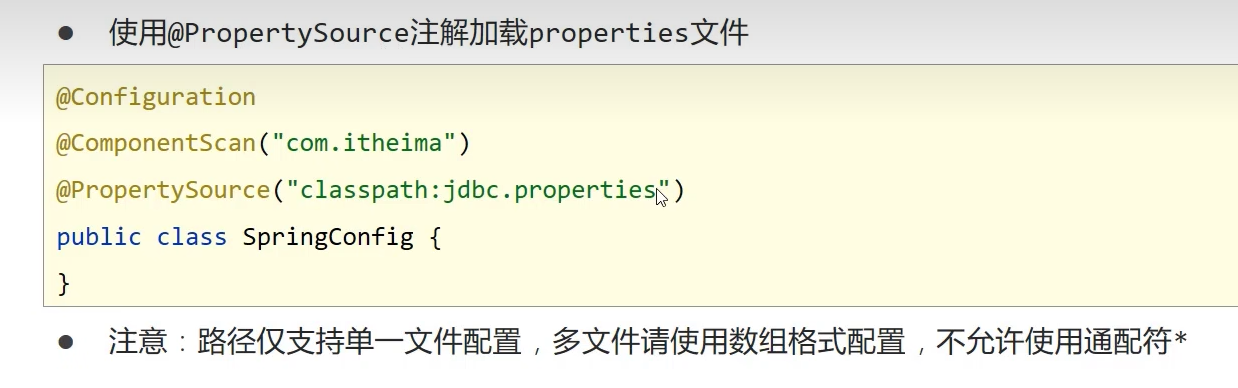 ● 使用@PropertySource注解加载properties文件
@Configuration
@ComponentScan("com.itheima")
@PropertySource("classpath:jdbc.properties")
public class SpringConfig {
}
● 注意：路径仅支持单一文件配置，多文件请使用数组格式配置，不允许使用通配符*